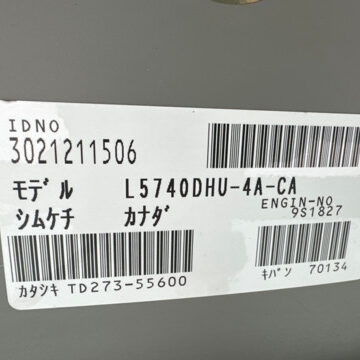 IDNO
3021211506
モデル L5740DHU-4A-CA
シムケチ カナダ ENGIN-NO
9S1827
カタシキ TD273-55600 キバン 70134